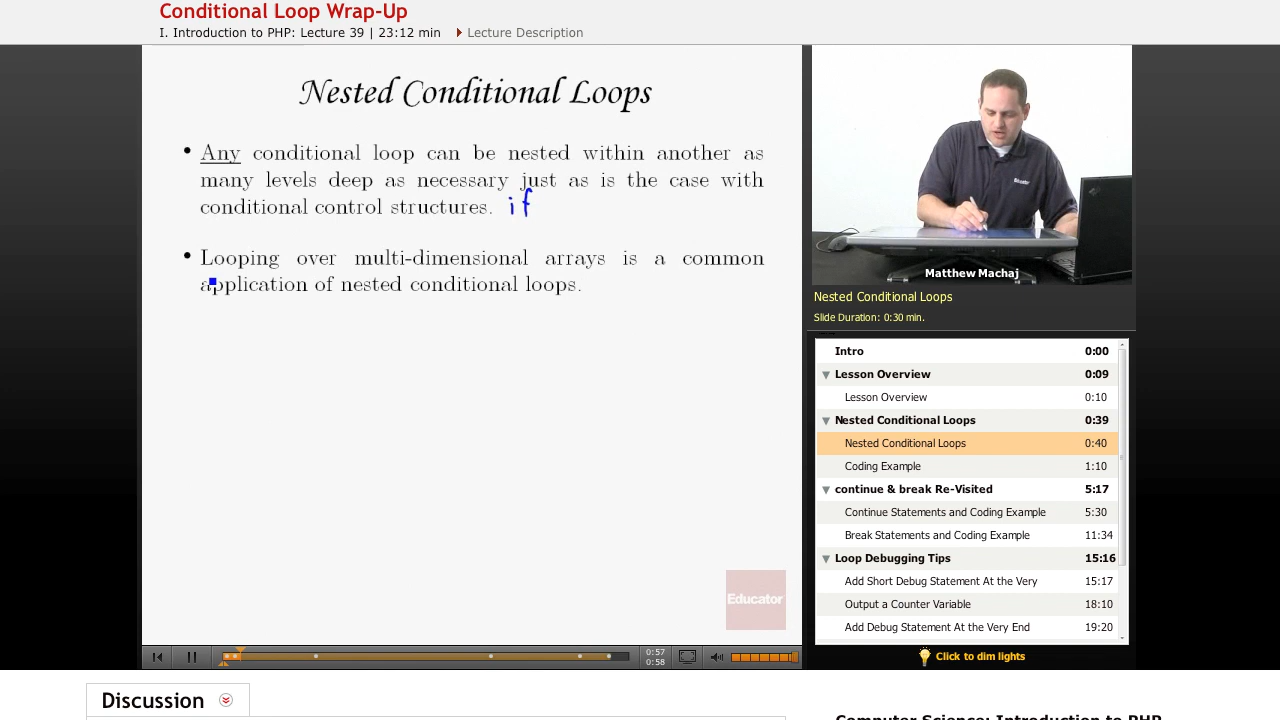 Conditional Loop Wrap-Up
I. Introduction to PHP: Lecture 39 | 23:12 min
Lecture Description
Nested Conditional Loops
• Any conditional loop can be nested within another as
many levels deep as necessary just as is the case with
conditional control structures. if
• Looping over multi-dimensional arrays is a common
application of nested conditional loops.
Educator
0:57
0:58
Matthew Machaj
Nested Conditional Loops
Slide Duration: 0:30 min.
Intro 0:00
Lesson Overview 0:09
Lesson Overview 0:10
Nested Conditional Loops 0:39
Nested Conditional Loops 0:40
Coding Example 1:10
continue & break Re-Visited 5:17
Continue Statements and Coding Example 5:30
Break Statements and Coding Example 11:34
Loop Debugging Tips 15:16
Add Short Debug Statement At the Very 15:17
Output a Counter Variable 18:10
Add Debug Statement At the Very End 19:20
Click to dim lights
Discussion
Computer Science: Introduction to PHP